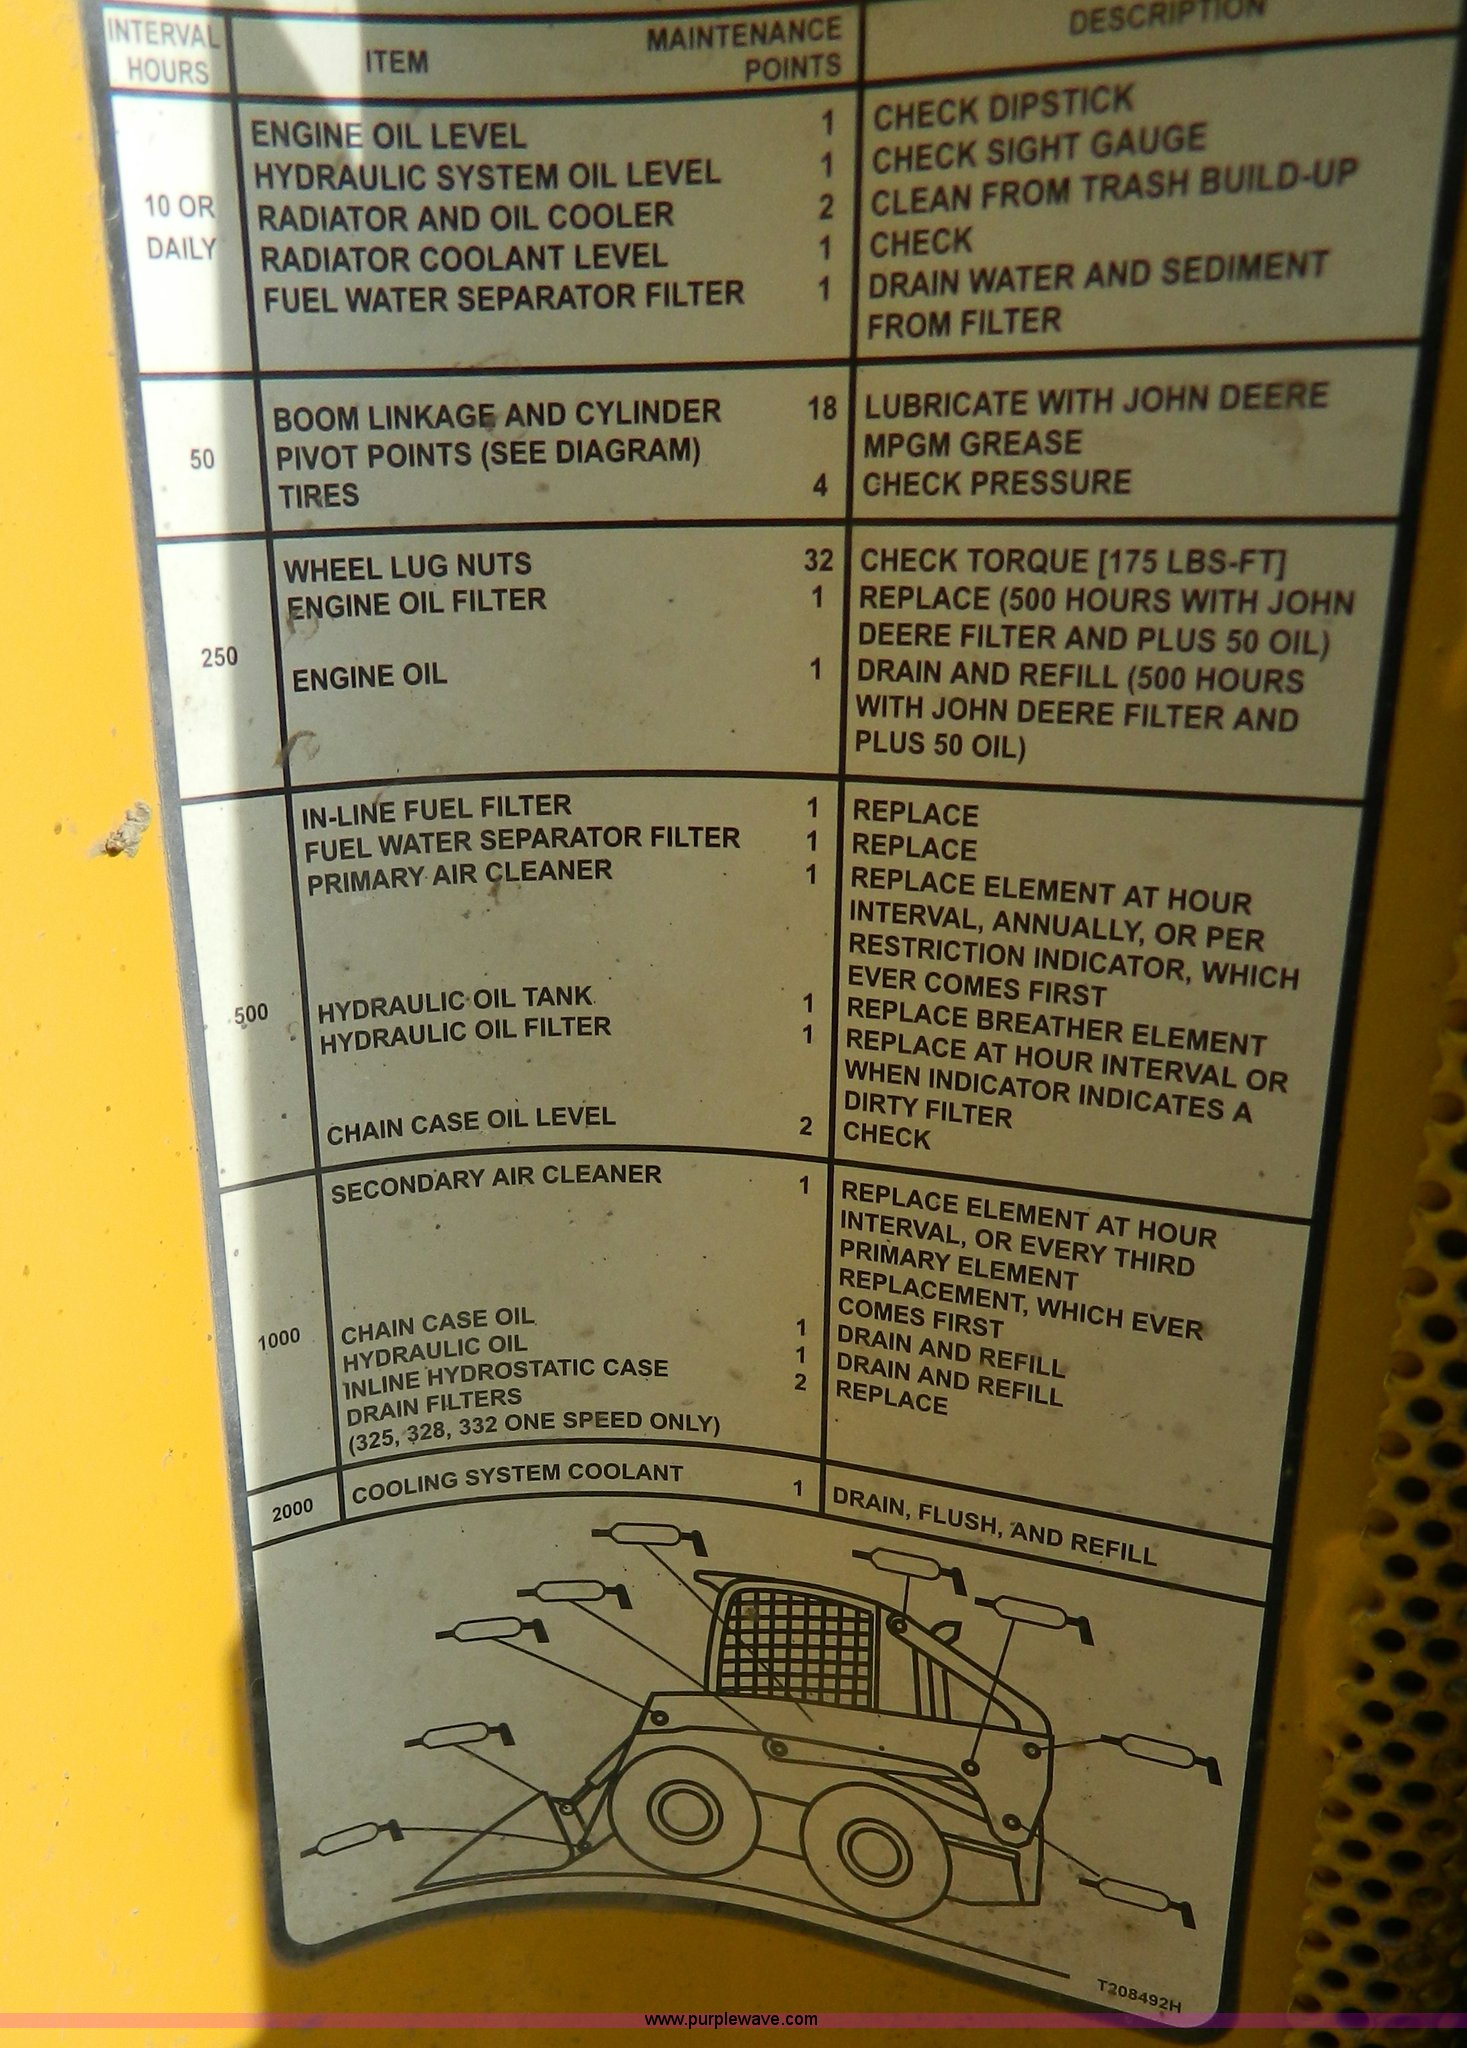 INTERVAL HOURS ITEM MAINTENANCE POINTS DESCRIPTION
10 OR DAILY
ENGINE OIL LEVEL 1 CHECK DIPSTICK
HYDRAULIC SYSTEM OIL LEVEL 1 CHECK SIGHT GAUGE
RADIATOR AND OIL COOLER 2 CLEAN FROM TRASH BUILD-UP
RADIATOR COOLANT LEVEL 1 CHECK
FUEL WATER SEPARATOR FILTER 1 DRAIN WATER AND SEDIMENT
FROM FILTER
50
BOOM LINKAGE AND CYLINDER 18 LUBRICATE WITH JOHN DEERE
PIVOT POINTS (SEE DIAGRAM) MPGM GREASE
TIRES 4 CHECK PRESSURE
250
WHEEL LUG NUTS 32 CHECK TORQUE [175 LBS-FT]
ENGINE OIL FILTER 1 REPLACE (500 HOURS WITH JOHN
DEERE FILTER AND PLUS 50 OIL)
ENGINE OIL 1 DRAIN AND REFILL (500 HOURS
WITH JOHN DEERE FILTER AND
PLUS 50 OIL)
500
IN-LINE FUEL FILTER 1 REPLACE
FUEL WATER SEPARATOR FILTER 1 REPLACE
PRIMARY AIR CLEANER 1 REPLACE ELEMENT AT HOUR
INTERVAL, ANNUALLY, OR PER
RESTRICTION INDICATOR, WHICH
EVER COMES FIRST
HYDRAULIC OIL TANK 1 REPLACE BREATHER ELEMENT
HYDRAULIC OIL FILTER 1 REPLACE AT HOUR INTERVAL OR
WHEN INDICATOR INDICATES A
DIRTY FILTER
CHAIN CASE OIL LEVEL 2 CHECK
1000
SECONDARY AIR CLEANER 1 REPLACE ELEMENT AT HOUR
INTERVAL, OR EVERY THIRD
PRIMARY ELEMENT
REPLACEMENT, WHICH EVER
COMES FIRST
CHAIN CASE OIL 1 DRAIN AND REFILL
HYDRAULIC OIL 1 DRAIN AND REFILL
INLINE HYDROSTATIC CASE 2 REPLACE
DRAIN FILTERS
(325, 328, 332 ONE SPEED ONLY)
2000 COOLING SYSTEM COOLANT 1 DRAIN, FLUSH, AND REFILL
T208492H
www.purplewave.com